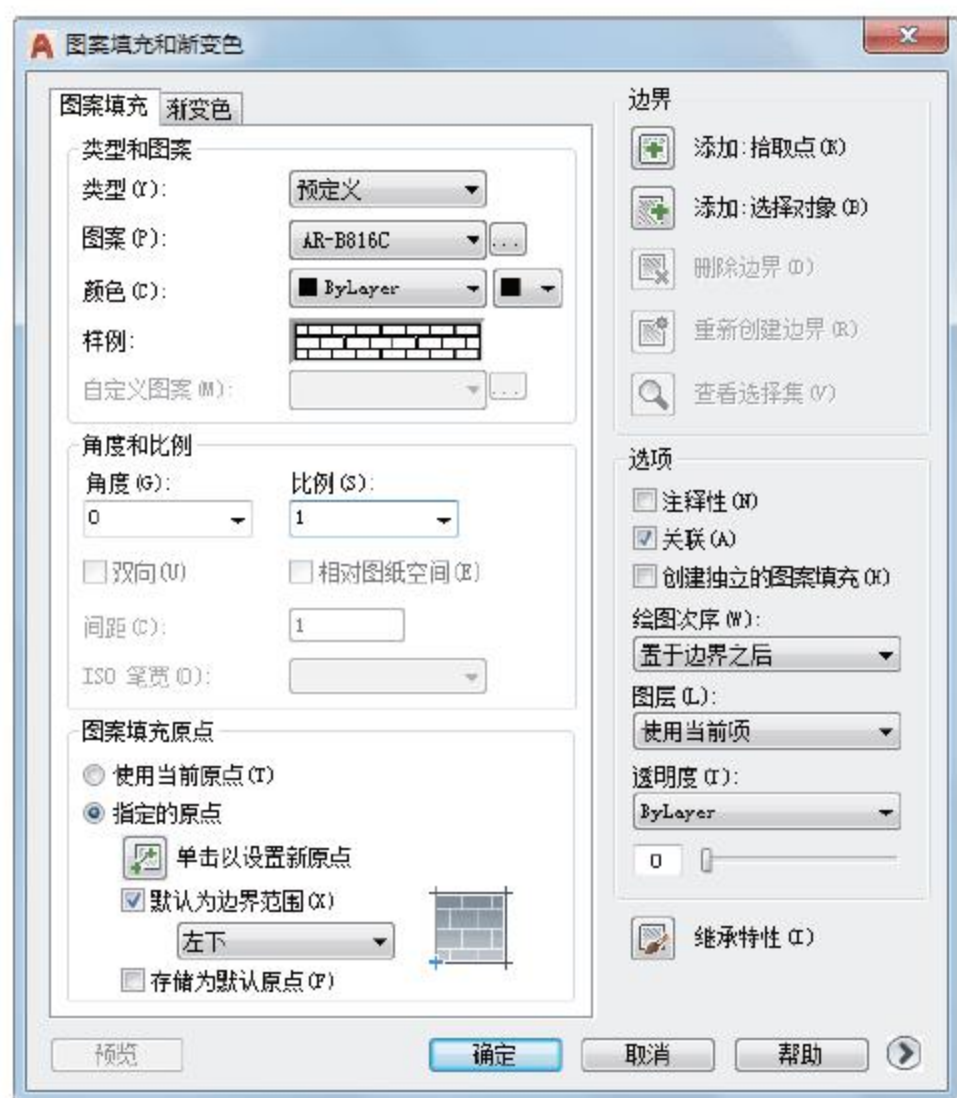 图案填充和渐变色
图案填充 渐变色
类型和图案
类型(Y):
预定义
图案(P):
AR-B816C
...
颜色(C):
ByLayer
样例:
自定义图案(M):
...
角度和比例
角度(G):
比例(S):
0
1
双向(U)
相对图纸空间(E)
间距(C):
1
ISO 笔宽(O):
图案填充原点
使用当前原点(T)
指定的原点
单击以设置新原点
默认为边界范围(X)
左下
存储为默认原点(F)
边界
添加:拾取点(K)
添加:选择对象(B)
删除边界(D)
重新创建边界(R)
查看选择集(V)
选项
注释性(N)
关联(A)
创建独立的图案填充(H)
绘图次序(W):
置于边界之后
图层(L):
使用当前项
透明度(T):
ByLayer
0
继承特性(I)
预览
确定
取消
帮助